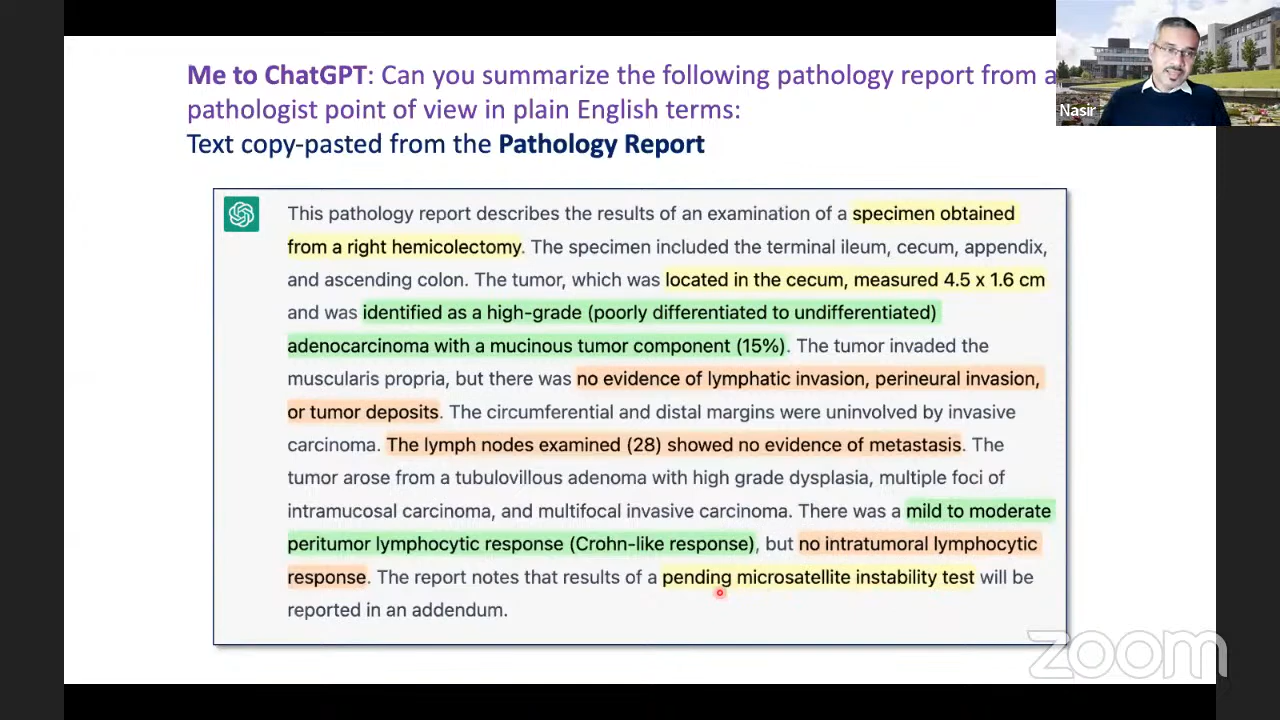 Me to ChatGPT: Can you summarize the following pathology report from a
pathologist point of view in plain English terms:
Text copy-pasted from the Pathology Report
Nasir
This pathology report describes the results of an examination of a specimen obtained
from a right hemicolectomy. The specimen included the terminal ileum, cecum, appendix,
and ascending colon. The tumor, which was located in the cecum, measured 4.5 x 1.6 cm
and was identified as a high-grade (poorly differentiated to undifferentiated)
adenocarcinoma with a mucinous tumor component (15%). The tumor invaded the
muscularis propria, but there was no evidence of lymphatic invasion, perineural invasion,
or tumor deposits. The circumferential and distal margins were uninvolved by invasive
carcinoma. The lymph nodes examined (28) showed no evidence of metastasis. The
tumor arose from a tubulovillous adenoma with high grade dysplasia, multiple foci of
intramucosal carcinoma, and multifocal invasive carcinoma. There was a mild to moderate
peritumor lymphocytic response (Crohn-like response), but no intratumoral lymphocytic
response. The report notes that results of a pending microsatellite instability test will be
reported in an addendum.
zoom